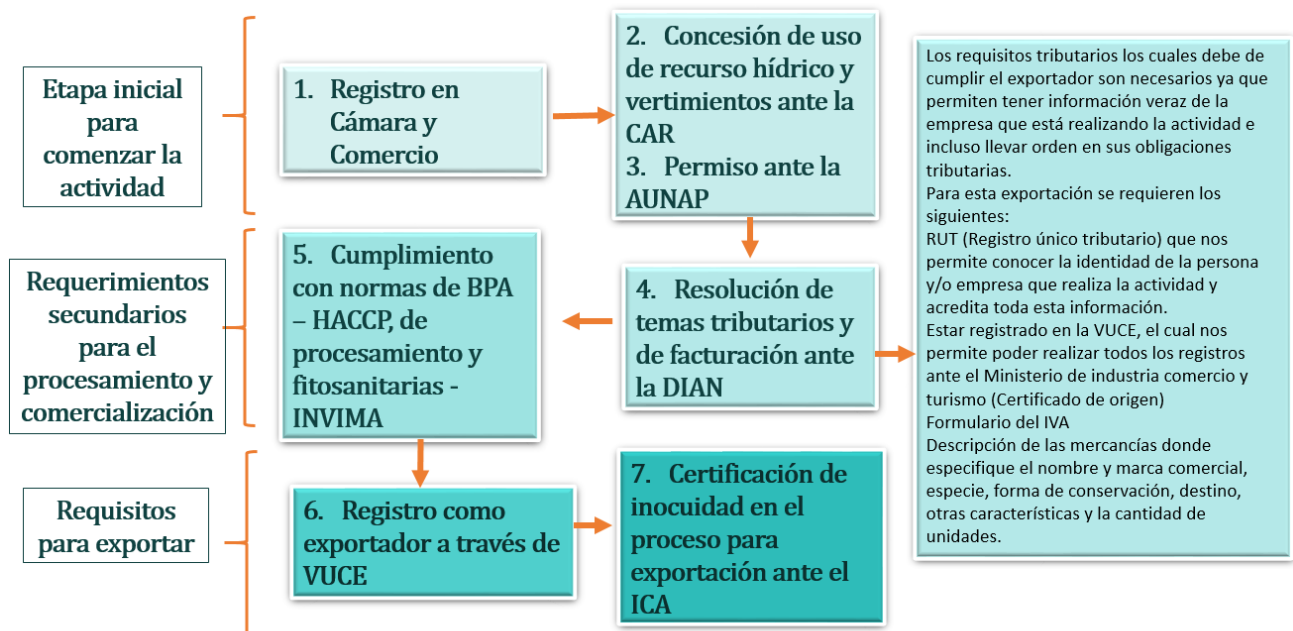 Etapa inicial
para
comenzar la
actividad
1. Registro en
Cámara y
Comercio
2. Concesión de uso
de recurso hídrico y
vertimientos ante la
CAR
3. Permiso ante la
AUNAP
Requerimientos
secundarios
para el
procesamiento y
comercialización
5. Cumplimiento
con normas de BPA
– HACCP, de
procesamiento y
fitosanitarias -
INVIMA
4. Resolución de
temas tributarios y
de facturación ante
la DIAN
Los requisitos tributarios los cuales debe de
cumplir el exportador son necesarios ya que
permiten tener información veraz de la
empresa que está realizando la actividad e
incluso llevar orden en sus obligaciones
tributarias.
Para esta exportación se requieren los
siguientes:
RUT (Registro único tributario) que nos
permite conocer la identidad de la persona
y/o empresa que realiza la actividad y
acredita toda esta información.
Estar registrado en la VUCE, el cual nos
permite poder realizar todos los registros
ante el Ministerio de industria comercio y
turismo (Certificado de origen)
Formulario del IVA
Descripción de las mercancías donde
especifique el nombre y marca comercial,
especie, forma de conservación, destino,
otras características y la cantidad de
unidades.
Requisitos
para exportar
6. Registro como
exportador a través de
VUCE
7. Certificación de
inocuidad en el
proceso para
exportación ante el
ICA